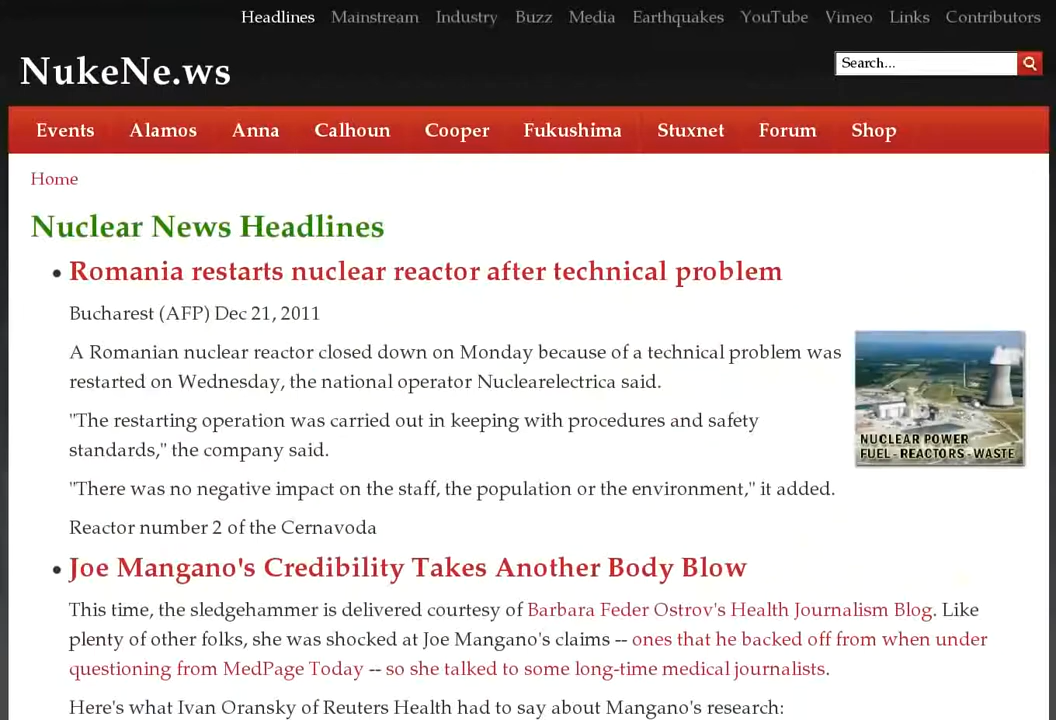 Headlines Mainstream Industry Buzz Media Earthquakes YouTube Vimeo Links Contributors
NukeNe.ws
Search...
Events Alamos Anna Calhoun Cooper Fukushima Stuxnet Forum Shop
Home
Nuclear News Headlines
• Romania restarts nuclear reactor after technical problem
Bucharest (AFP) Dec 21, 2011
A Romanian nuclear reactor closed down on Monday because of a technical problem was
restarted on Wednesday, the national operator Nuclearelectrica said.
"The restarting operation was carried out in keeping with procedures and safety
standards," the company said.
NUCLEAR POWER
FUEL - REACTORS - WASTE
"There was no negative impact on the staff, the population or the environment," it added.
Reactor number 2 of the Cernavoda
• Joe Mangano's Credibility Takes Another Body Blow
This time, the sledgehammer is delivered courtesy of Barbara Feder Ostrov's Health Journalism Blog. Like
plenty of other folks, she was shocked at Joe Mangano's claims -- ones that he backed off from when under
questioning from MedPage Today -- so she talked to some long-time medical journalists.
Here's what Ivan Oransky of Reuters Health had to say about Mangano's research: